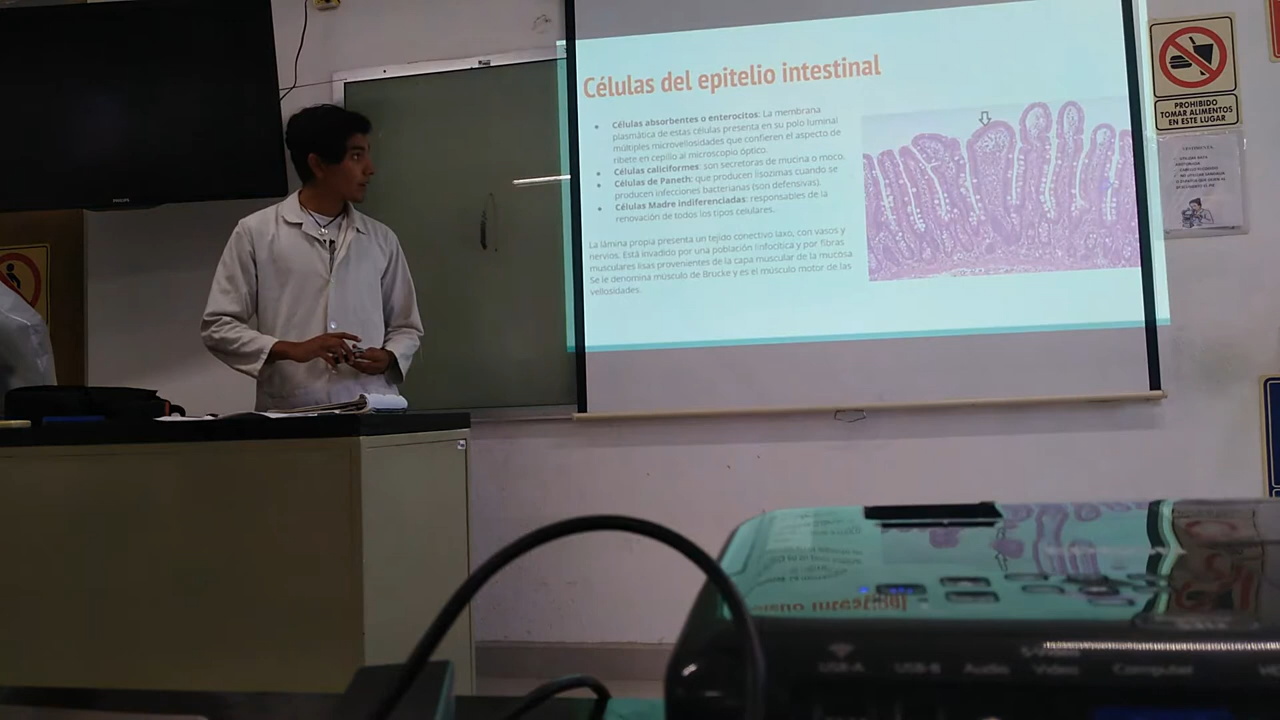 Células del epitelio intestinal
Células absorbentes o enterocitos: La membrana
plasmática de estas células presenta en su polo luminal
múltiples microvellosidades que confieren el aspecto de
ribete en cepillo al microscopio óptico.
Células caliciformes: son secretoras de mucina o moco.
Células de Paneth: que producen lisozimas cuando se
producen infecciones bacterianas (son defensivas).
Células Madre indiferenciadas: responsables de la
renovación de todos los tipos celulares.
La lámina propia presenta un tejido conectivo laxo, con vasos y
nervios. Está invadido por una población linfocítica y por fibras
musculares lisas provenientes de la capa muscular de la mucosa
Se le denomina músculo de Brucke y es el músculo motor de las
vellosidades.
PROHIBIDO
TOMAR ALIMENTOS
EN ESTE LUGAR
PHILIPS
USB-A
USB-B
Audio
S-Video
Video
Computer